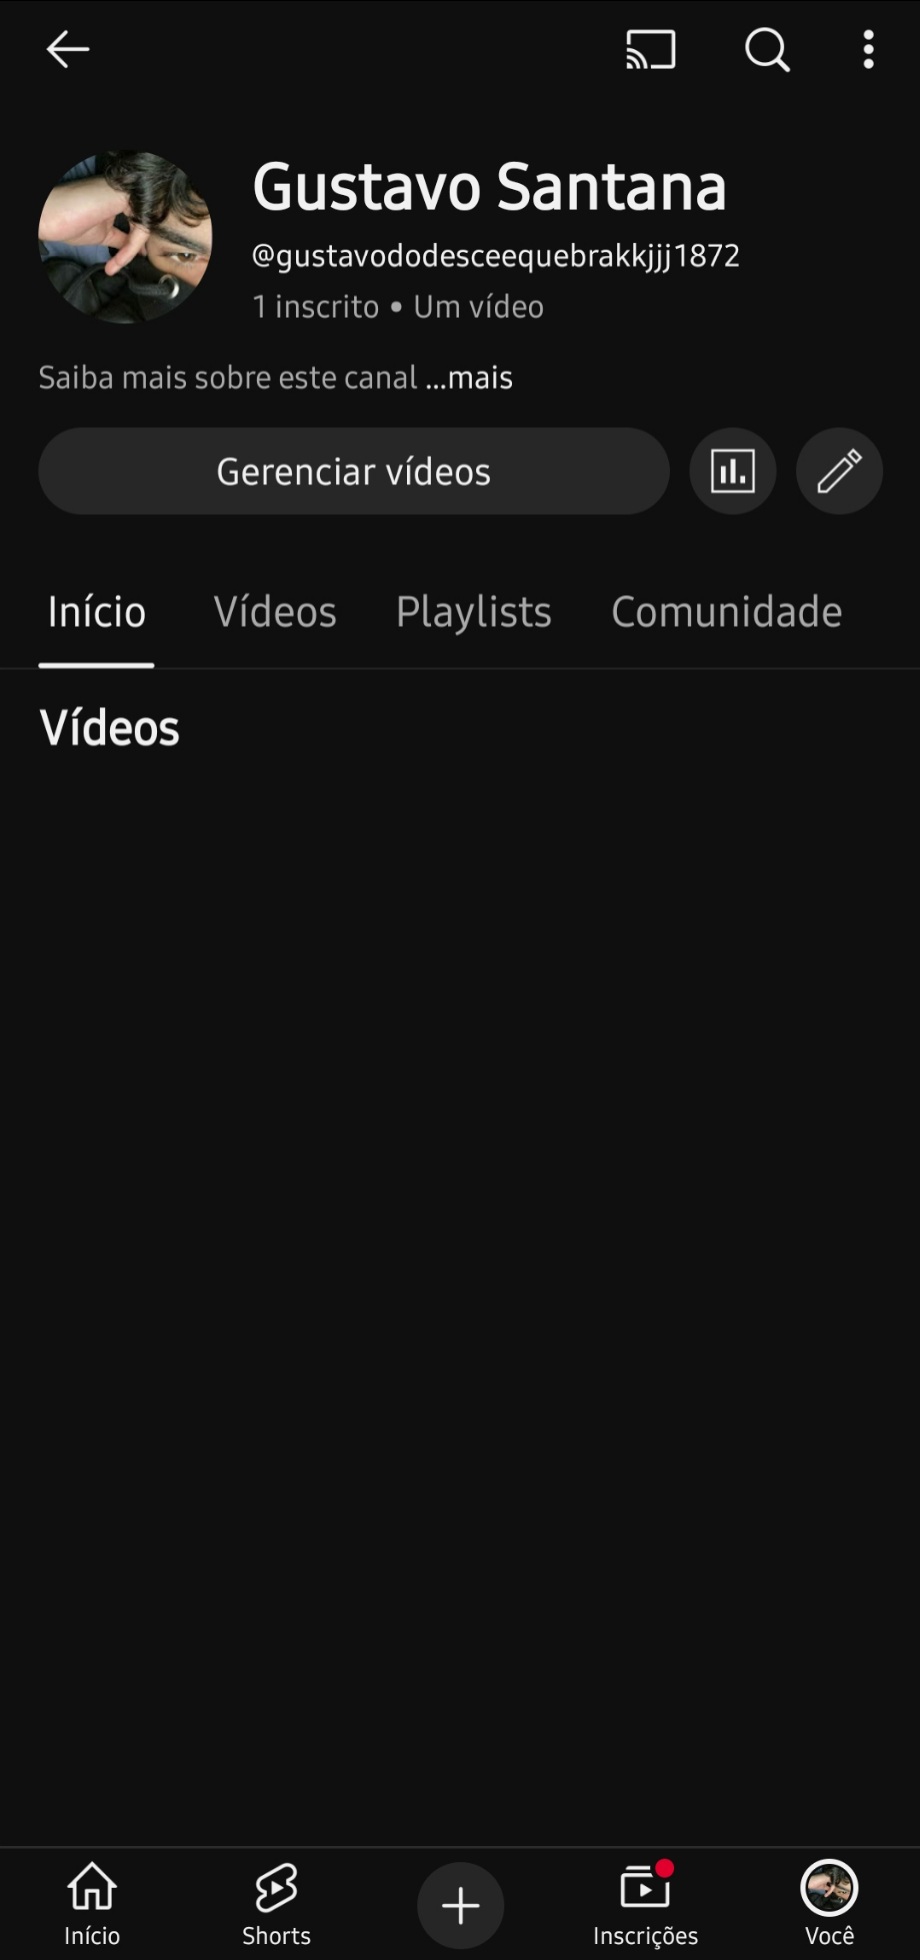 Gustavo Santana
@gustavododesceequebrakkjjj1872
1 inscrito • Um vídeo
Saiba mais sobre este canal ...mais
Gerenciar vídeos
Início Vídeos Playlists Comunidade
Vídeos
Início Shorts Inscrições Você